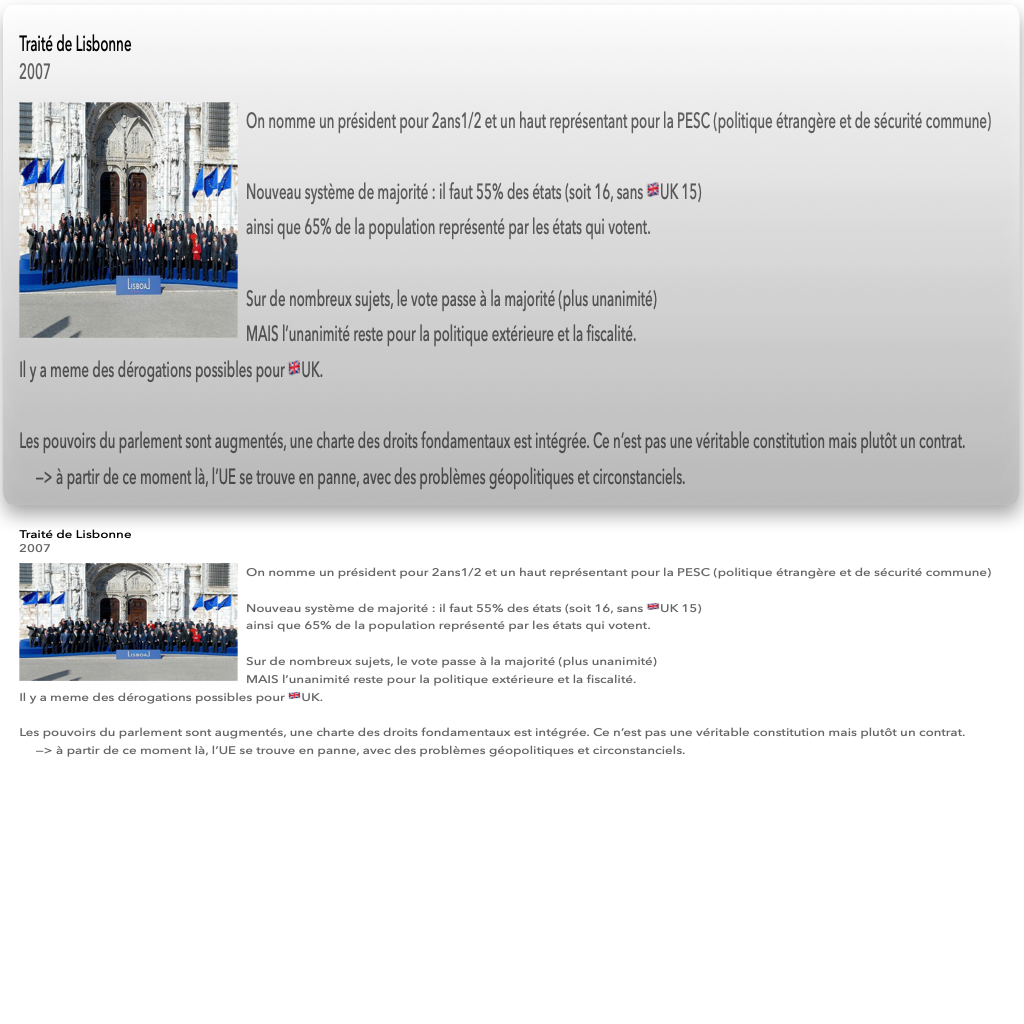 Traité de Lisbonne
2007
On nomme un président pour 2ans1/2 et un haut représentant pour la PESC (politique étrangère et de sécurité commune)
Nouveau système de majorité : il faut 55% des états (soit 16, sans 🇬🇧UK 15)
ainsi que 65% de la population représenté par les états qui votent.
Sur de nombreux sujets, le vote passe à la majorité (plus unanimité)
MAIS l’unanimité reste pour la politique extérieure et la fiscalité.
LISBOA
Il y a meme des dérogations possibles pour 🇬🇧UK.
Les pouvoirs du parlement sont augmentés, une charte des droits fondamentaux est intégrée. Ce n’est pas une véritable constitution mais plutôt un contrat.
—> à partir de ce moment là, l’UE se trouve en panne, avec des problèmes géopolitiques et circonstanciels.
Traité de Lisbonne
2007
On nomme un président pour 2ans1/2 et un haut représentant pour la PESC (politique étrangère et de sécurité commune)
Nouveau système de majorité : il faut 55% des états (soit 16, sans 🇬🇧UK 15)
ainsi que 65% de la population représenté par les états qui votent.
Sur de nombreux sujets, le vote passe à la majorité (plus unanimité)
LISBOA
MAIS l’unanimité reste pour la politique extérieure et la fiscalité.
Il y a meme des dérogations possibles pour 🇬🇧UK.
Les pouvoirs du parlement sont augmentés, une charte des droits fondamentaux est intégrée. Ce n’est pas une véritable constitution mais plutôt un contrat.
—> à partir de ce moment là, l’UE se trouve en panne, avec des problèmes géopolitiques et circonstanciels.